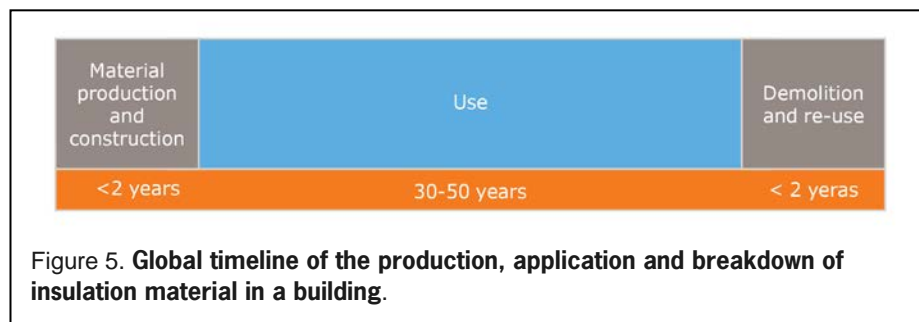 Material
production
and
construction
Use
Demolition
and re-use
<2 years
30-50 years
< 2 yeras
Figure 5. Global timeline of the production, application and breakdown of
insulation material in a building.